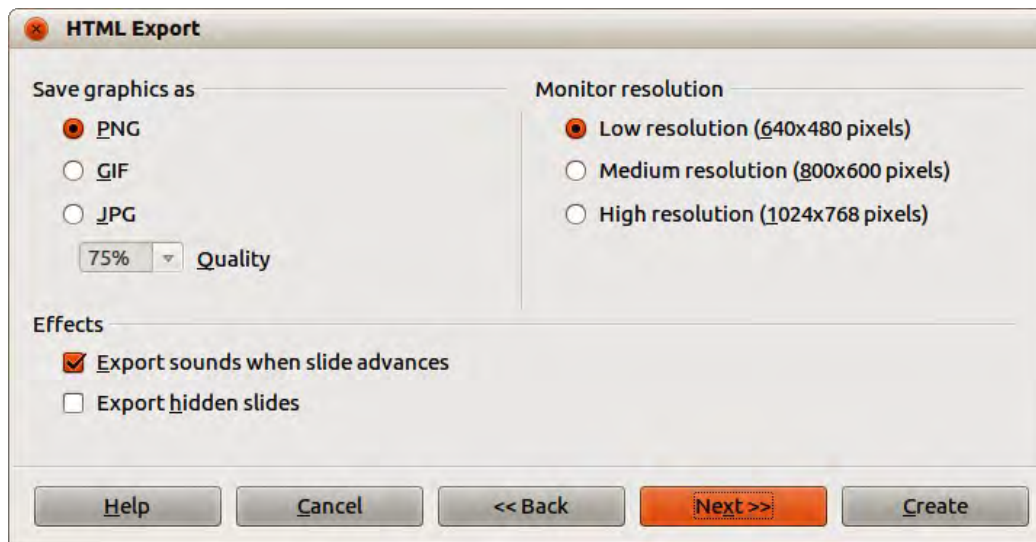 HTML Export
Save graphics as
PNG
GIF
JPG
75% Quality
Monitor resolution
Low resolution (640x480 pixels)
Medium resolution (800x600 pixels)
High resolution (1024x768 pixels)
Effects
Export sounds when slide advances
Export hidden slides
Help Cancel << Back Next >> Create